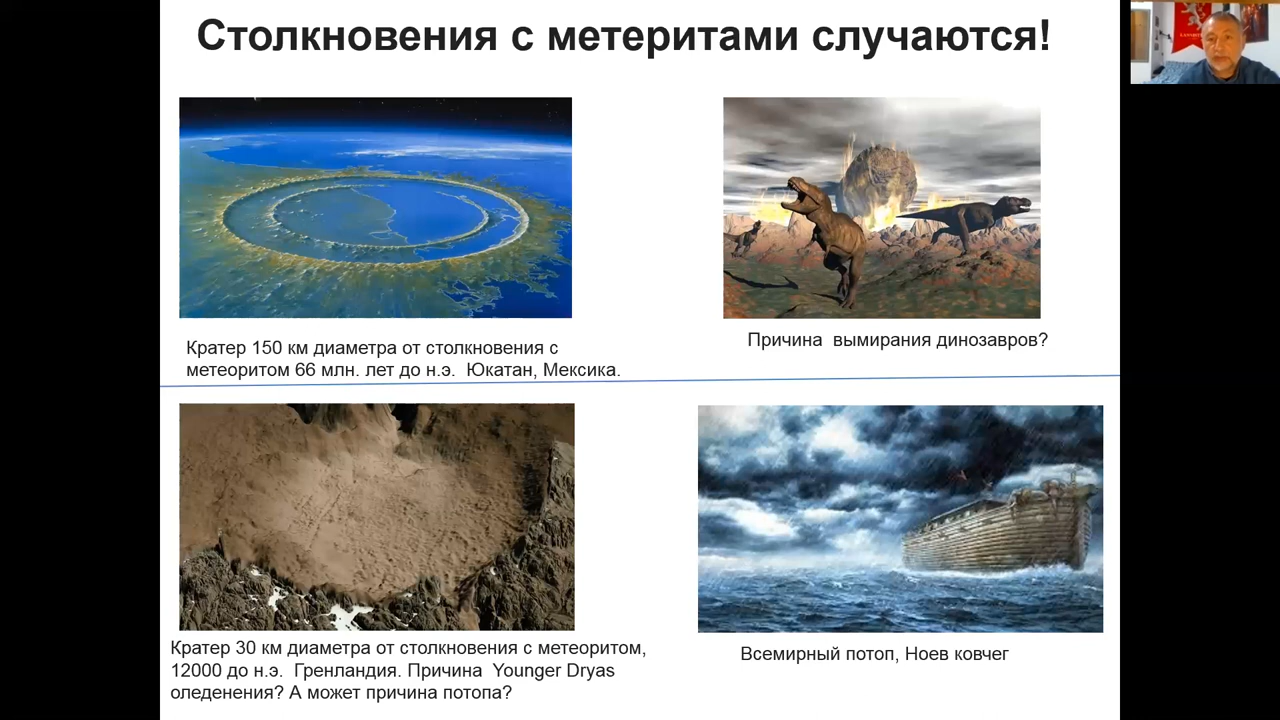 Столкновения с метеритами случаются!
Кратер 150 км диаметра от столкновения с
метеоритом 66 млн. лет до н.э. Юкатан, Мексика.
Причина вымирания динозавров?
Кратер 30 км диаметра от столкновения с метеоритом,
12000 до н.э. Гренландия. Причина Younger Dryas
оледенения? А может причина потопа?
Всемирный потоп, Ноев ковчег